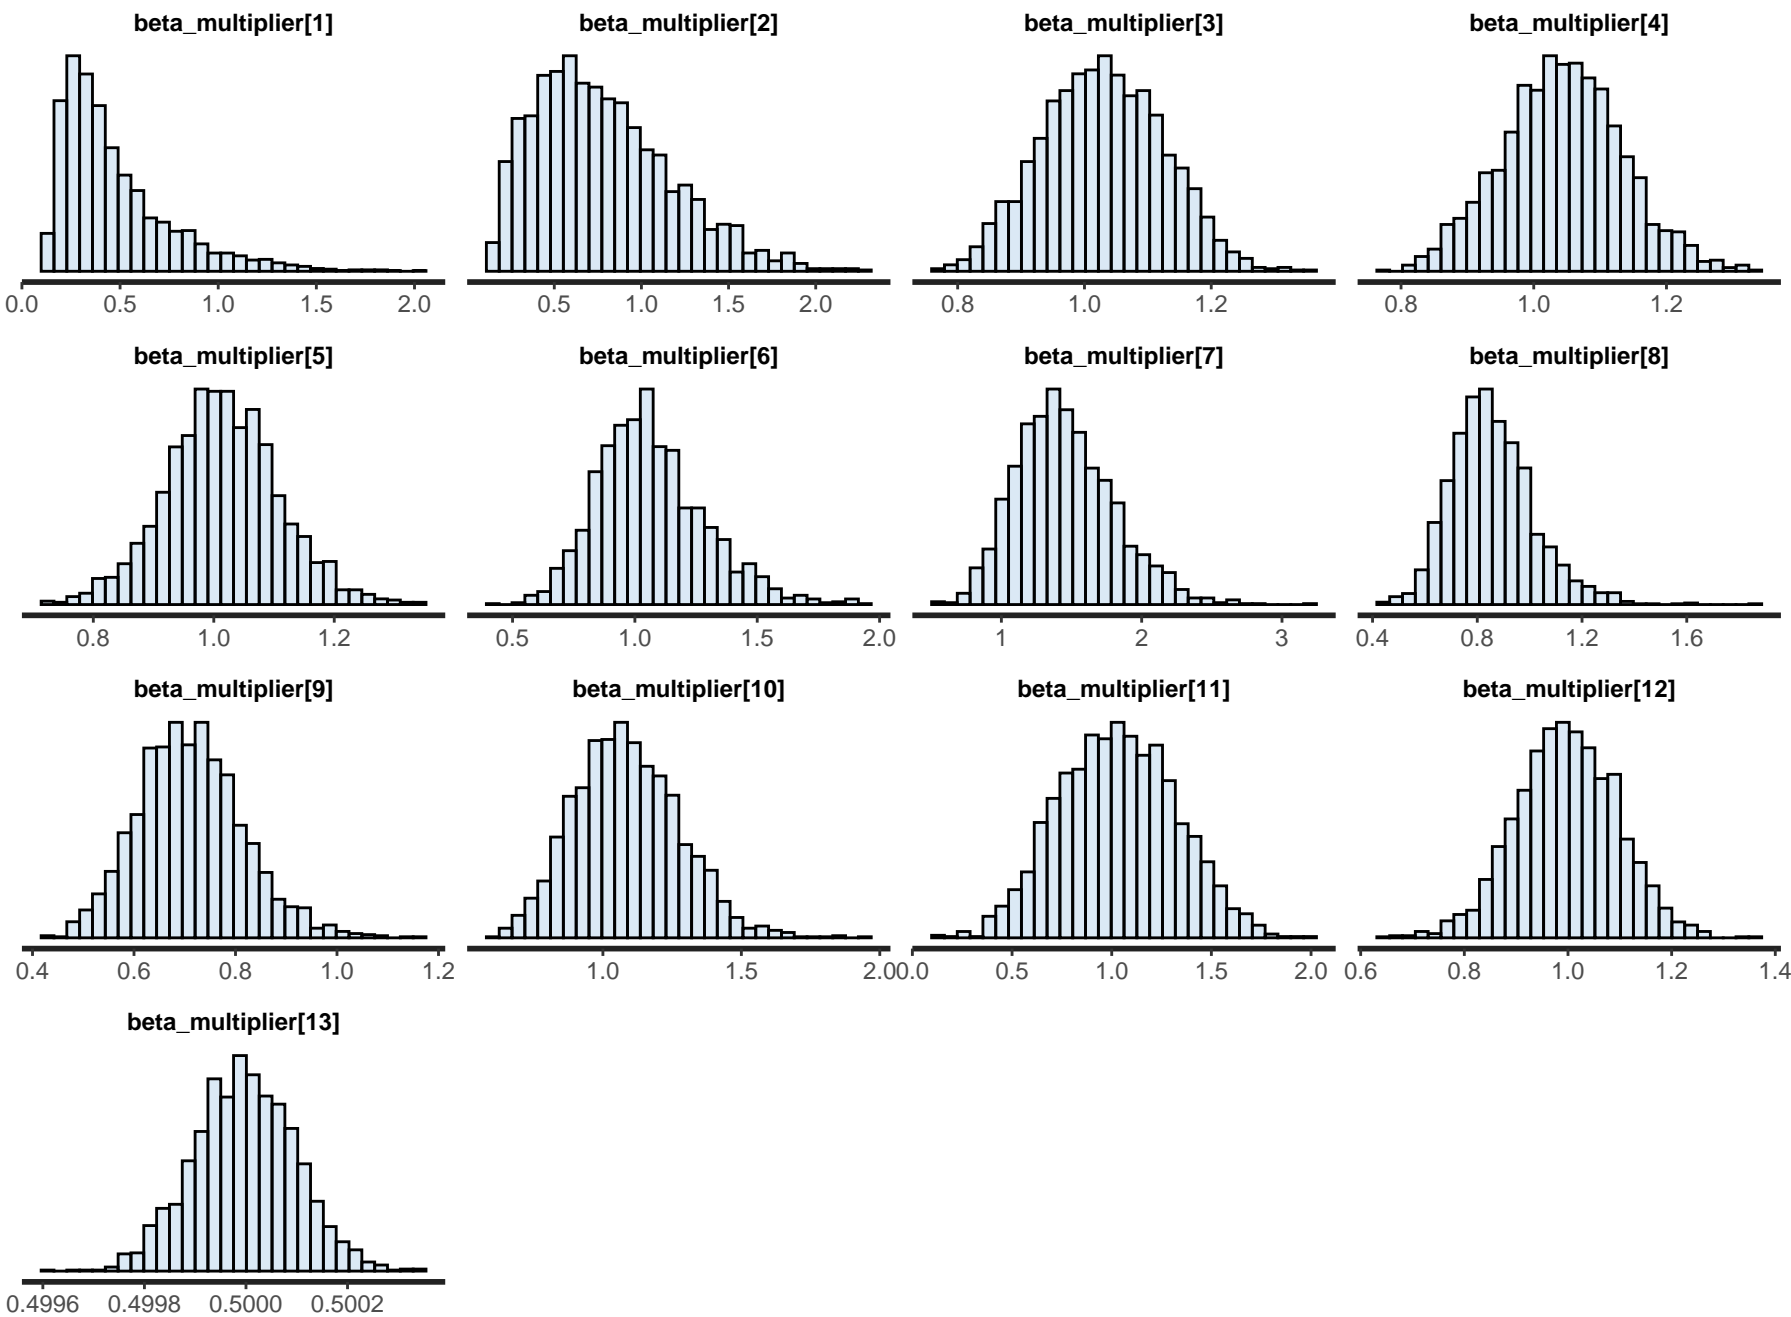 beta_multiplier[1] beta_multiplier[2] beta_multiplier[3] beta_multiplier[4]
0.0 0.5 1.0 1.5 2.0 0.5 1.0 1.5 2.0 0.8 1.0 1.2 0.8 1.0 1.2
beta_multiplier[5] beta_multiplier[6] beta_multiplier[7] beta_multiplier[8]
0.8 1.0 1.2 0.5 1.0 1.5 2.0 1 2 3 0.4 0.8 1.2 1.6
beta_multiplier[9] beta_multiplier[10] beta_multiplier[11] beta_multiplier[12]
0.4 0.6 0.8 1.0 1.2 1.0 1.5 2.0 0.0 0.5 1.0 1.5 2.0 0.6 0.8 1.0 1.2 1.4
beta_multiplier[13]
0.4996 0.4998 0.5000 0.5002